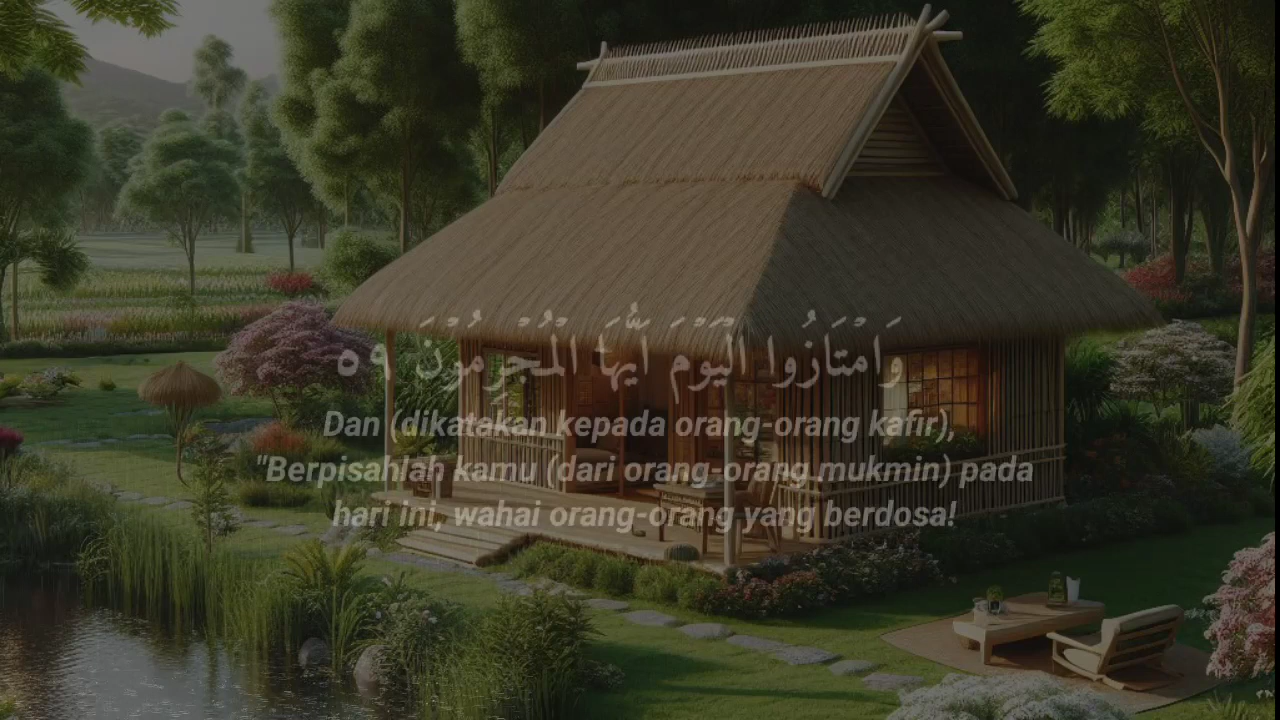 وَامْتَازُوا الْيَوْمَ اَيُّهَا الْمُجْرِمُوْنَ ٥٩
Dan (dikatakan kepada orang-orang kafir),
"Berpisahlah kamu (dari orang-orang mukmin) pada
hari ini, wahai orang-orang yang berdosa!